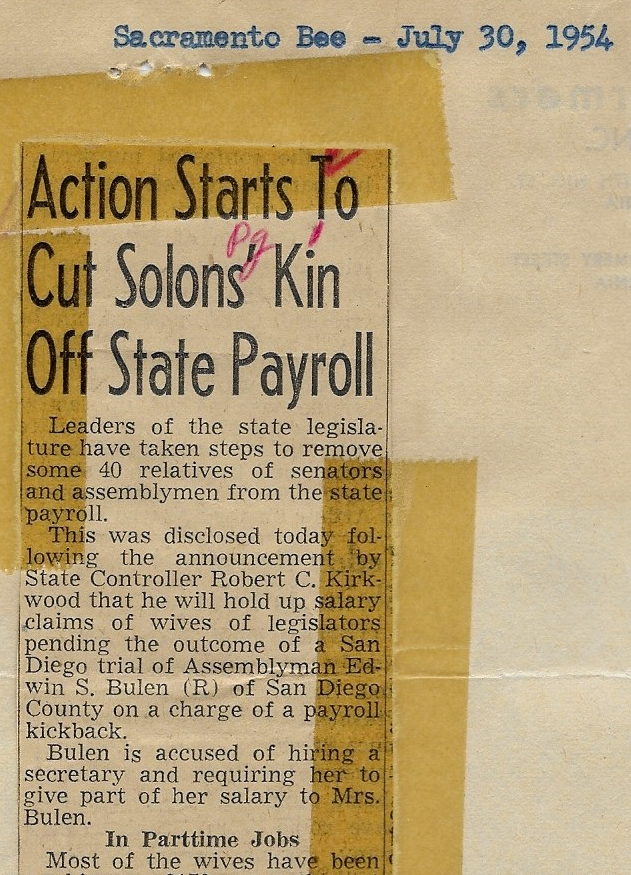 Sacramento Bee - July 30, 1954
Action Starts To
pg 1
Cut Solons' Kin
Off State Payroll
Leaders of the state legisla-
ture have taken steps to remove
some 40 relatives of senators
and assemblymen from the state
payroll.
This was disclosed today fol-
lowing the announcement by
State Controller Robert C. Kirk-
wood that he will hold up salary
claims of wives of legislators
pending the outcome of a San
Diego trial of Assemblyman Ed-
win S. Bulen (R) of San Diego
County on a charge of a payroll
kickback.
Bulen is accused of hiring a
secretary and requiring her to
give part of her salary to Mrs.
Bulen.
In Parttime Jobs
Most of the wives have been